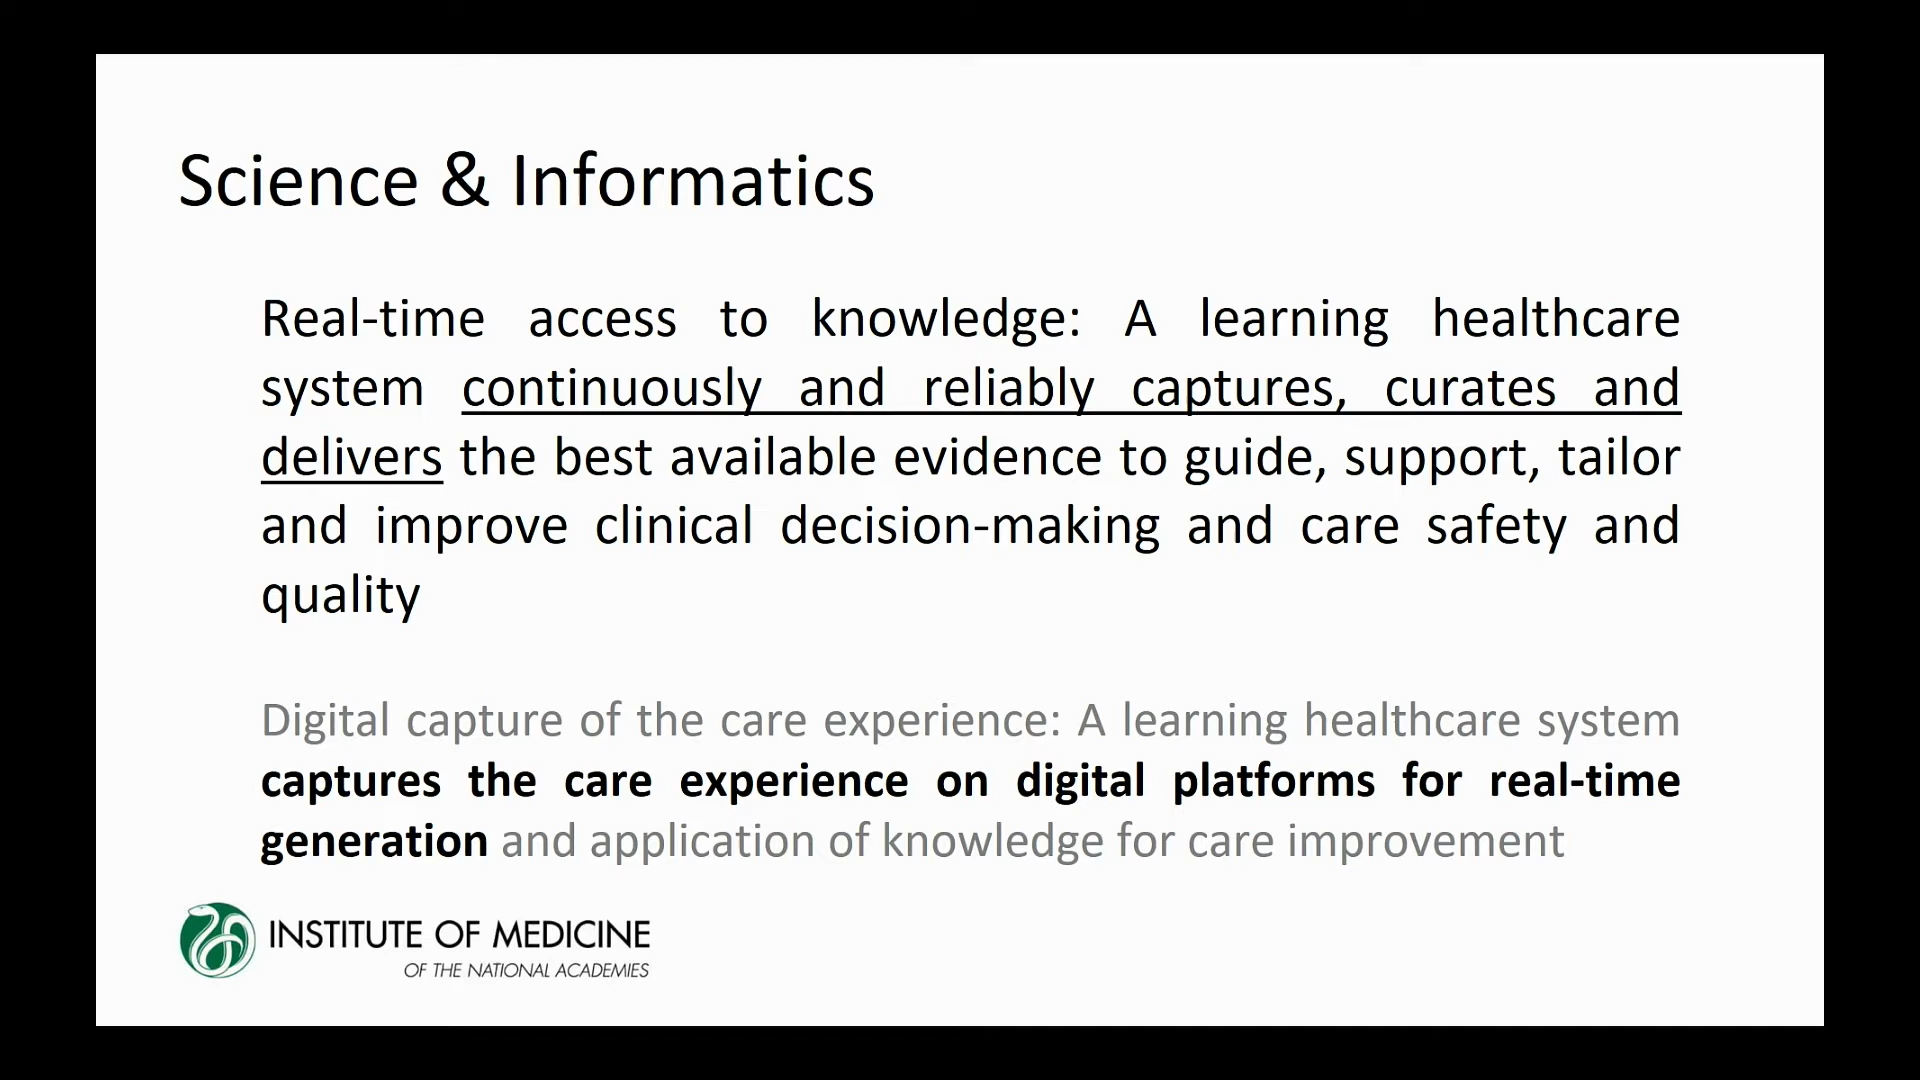 Science & Informatics
Real-time access to knowledge: A learning healthcare
system continuously and reliably captures, curates and
delivers the best available evidence to guide, support, tailor
and improve clinical decision-making and care safety and
quality
Digital capture of the care experience: A learning healthcare system
captures the care experience on digital platforms for real-time
generation and application of knowledge for care improvement
INSTITUTE OF MEDICINE
OF THE NATIONAL ACADEMIES